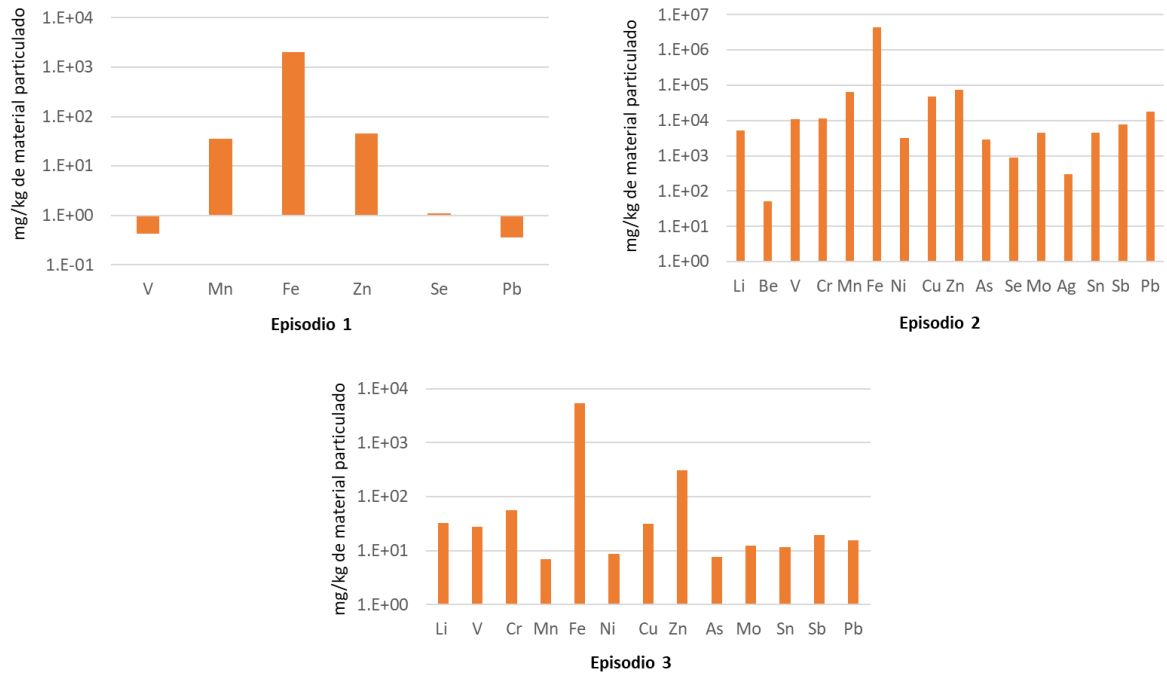 mg/kg de material particulado
1.E+04
1.E+03
1.E+02
1.E+01
1.E+00
1.E-01
V Mn Fe Zn Se Pb
Episodio 1
mg/kg de material particulado
1.E+07
1.E+06
1.E+05
1.E+04
1.E+03
1.E+02
1.E+01
1.E+00
Li Be V Cr Mn Fe Ni Cu Zn As Se Mo Ag Sn Sb Pb
Episodio 2
mg/kg de material particulado
1.E+04
1.E+03
1.E+02
1.E+01
1.E+00
Li V Cr Mn Fe Ni Cu Zn As Mo Sn Sb Pb
Episodio 3